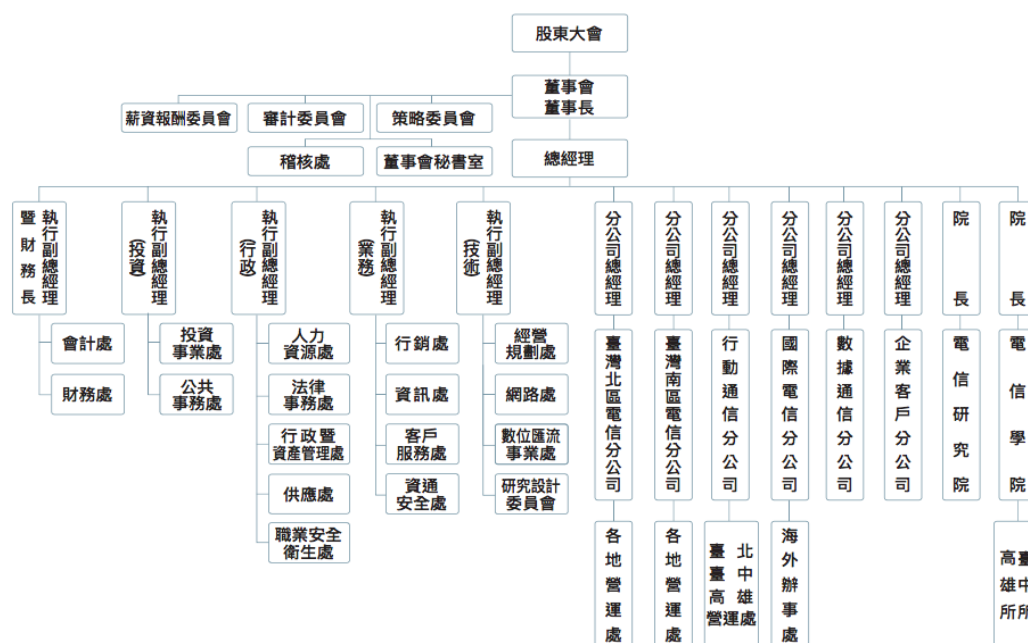 股東大會
董事會
董事長
薪資報酬委員會
審計委員會
策略委員會
稽核處
董事會秘書室
總經理
執行副總經理
暨財務長
執行副總經理
(投資)
執行副總經理
(行政)
執行副總經理
(業務)
執行副總經理
(技術)
分公司總經理
分公司總經理
分公司總經理
分公司總經理
分公司總經理
分公司總經理
院長
院長
會計處
財務處
投資
事業處
公共
事務處
人力
資源處
法律
事務處
行政暨
資產管理處
供應處
職業安全
衛生處
行銷處
資訊處
客戶
服務處
資通
安全處
經營
規劃處
網路處
數位匯流
事業處
研究設計
委員會
臺灣北區電信分公司
臺灣南區電信分公司
行動通信分公司
國際電信分公司
數據通信分公司
企業客戶分公司
電信研究院
電信學院
各地營運處
各地營運處
臺北
臺中
高雄
營運處
海外辦事處
臺中所
高雄所